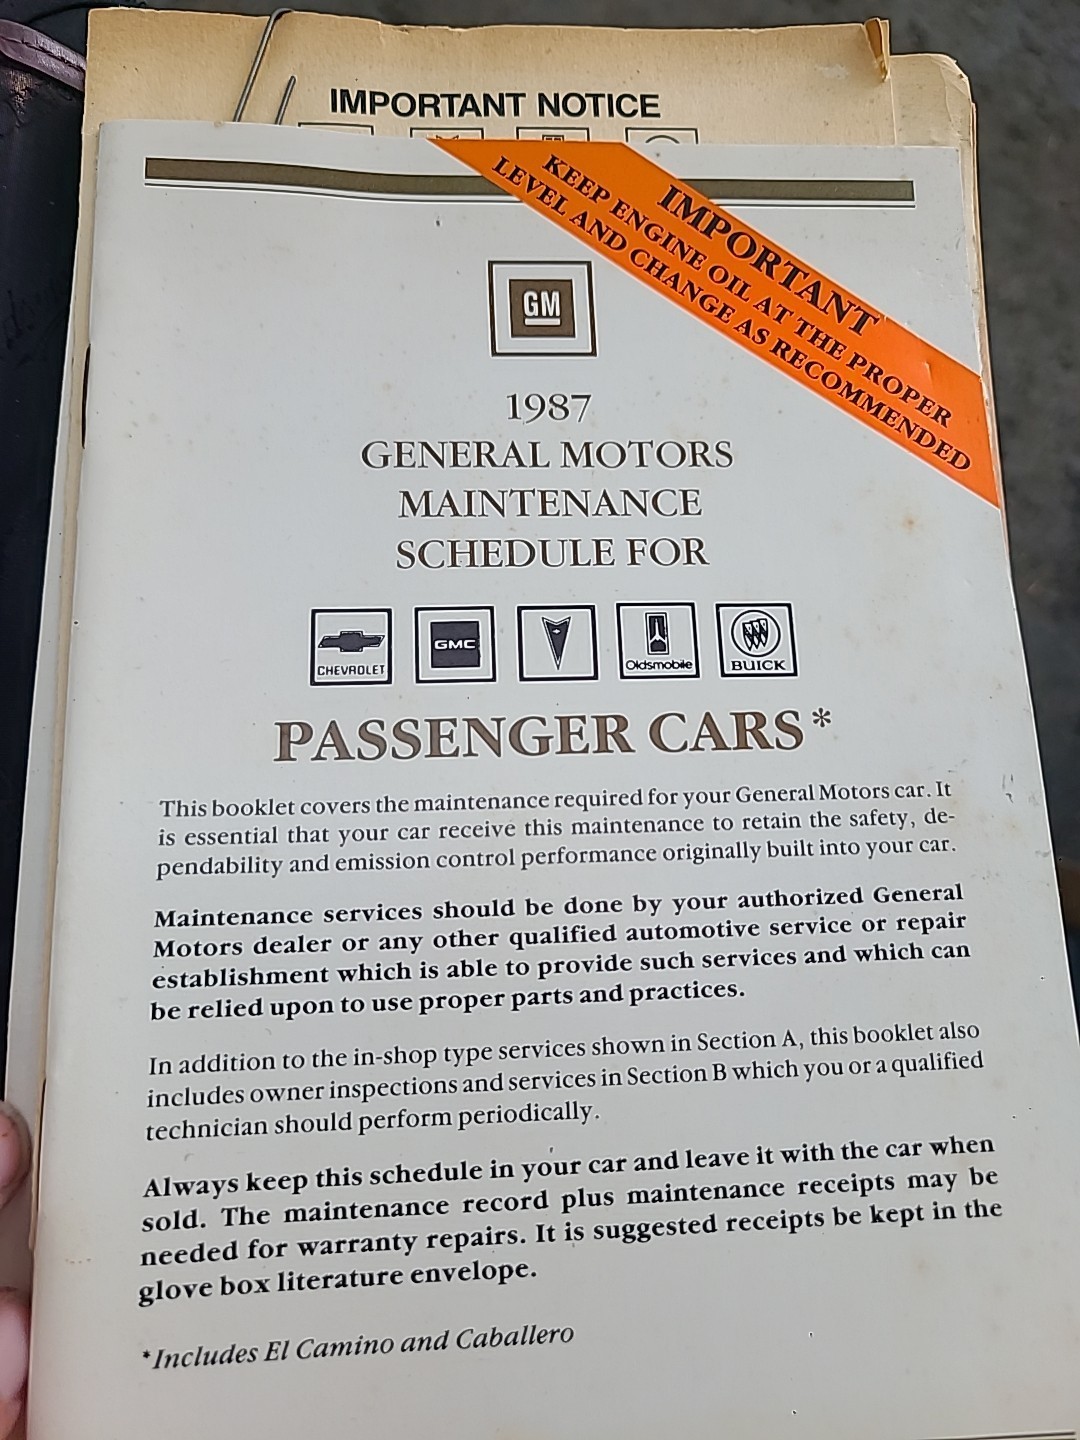 IMPORTANT NOTICE
IMPORTANT
KEEP ENGINE OIL AT THE PROPER
LEVEL AND CHANGE AS RECOMMENDED
GM
1987
GENERAL MOTORS
MAINTENANCE
SCHEDULE FOR
CHEVROLET
GMC
Oldsmobile
BUICK
PASSENGER CARS*
This booklet covers the maintenance required for your General Motors car. It
is essential that your car receive this maintenance to retain the safety, de-
pendability and emission control performance originally built into your car.
Maintenance services should be done by your authorized General
Motors dealer or any other qualified automotive service or repair
establishment which is able to provide such services and which can
be relied upon to use proper parts and practices.
In addition to the in-shop type services shown in Section A, this booklet also
includes owner inspections and services in Section B which you or a qualified
technician should perform periodically.
Always keep this schedule in your car and leave it with the car when
sold. The maintenance record plus maintenance receipts may be
needed for warranty repairs. It is suggested receipts be kept in the
glove box literature envelope.
*Includes El Camino and Caballero